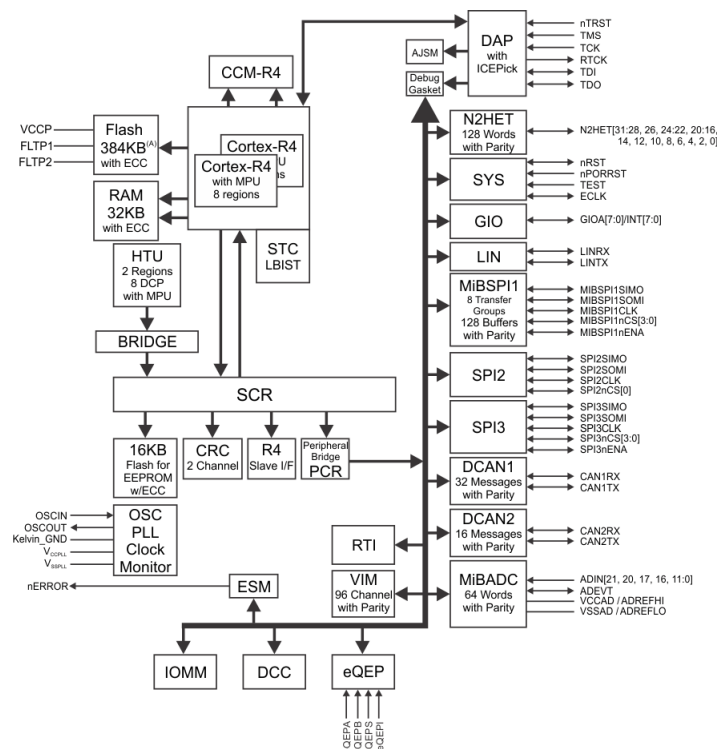 DAP
with
ICEPick
nTRST
TMS
TCK
RTCK
TDI
TDO
AJSM
Debug
Gasket
CCM-R4
VCCP
FLTP1
FLTP2
Flash
384KB(A)
with ECC
Cortex-R4
Cortex-R4
with MPU
8 regions
RAM
32KB
with ECC
STC
LBIST
HTU
2 Regions
8 DCP
with MPU
BRIDGE
SCR
16KB
Flash for
EEPROM
w/ECC
CRC
2 Channel
R4
Slave I/F
Peripheral
Bridge
PCR
OSCIN
OSCOUT
Kelvin_GND
VCCPLL
VSSPLL
OSC
PLL
Clock
Monitor
nERROR
ESM
RTI
VIM
96 Channel
with Parity
IOMM
DCC
eQEP
QEPA
QEPB
QEPS
eQEPI
N2HET
128 Words
with Parity
N2HET[31:28, 26, 24:22, 20:16,
14, 12, 10, 8, 6, 4, 2, 0]
SYS
nRST
nPORRST
TEST
ECLK
GIO
GIOA[7:0]/INT[7:0]
LIN
LINRX
LINTX
MiBSPI1
8 Transfer
Groups
128 Buffers
with Parity
MIBSPI1SIMO
MIBSPI1SOMI
MIBSPI1CLK
MIBSPI1nCS[3:0]
MIBSPI1nENA
SPI2
SPI2SIMO
SPI2SOMI
SPI2CLK
SPI2nCS[0]
SPI3
SPI3SIMO
SPI3SOMI
SPI3CLK
SPI3nCS[3:0]
SPI3nENA
DCAN1
32 Messages
with Parity
CAN1RX
CAN1TX
DCAN2
16 Messages
with Parity
CAN2RX
CAN2TX
MiBADC
64 Words
with Parity
ADIN[21, 20, 17, 16, 11:0]
ADEVT
VCCAD / ADREFHI
VSSAD / ADREFLO